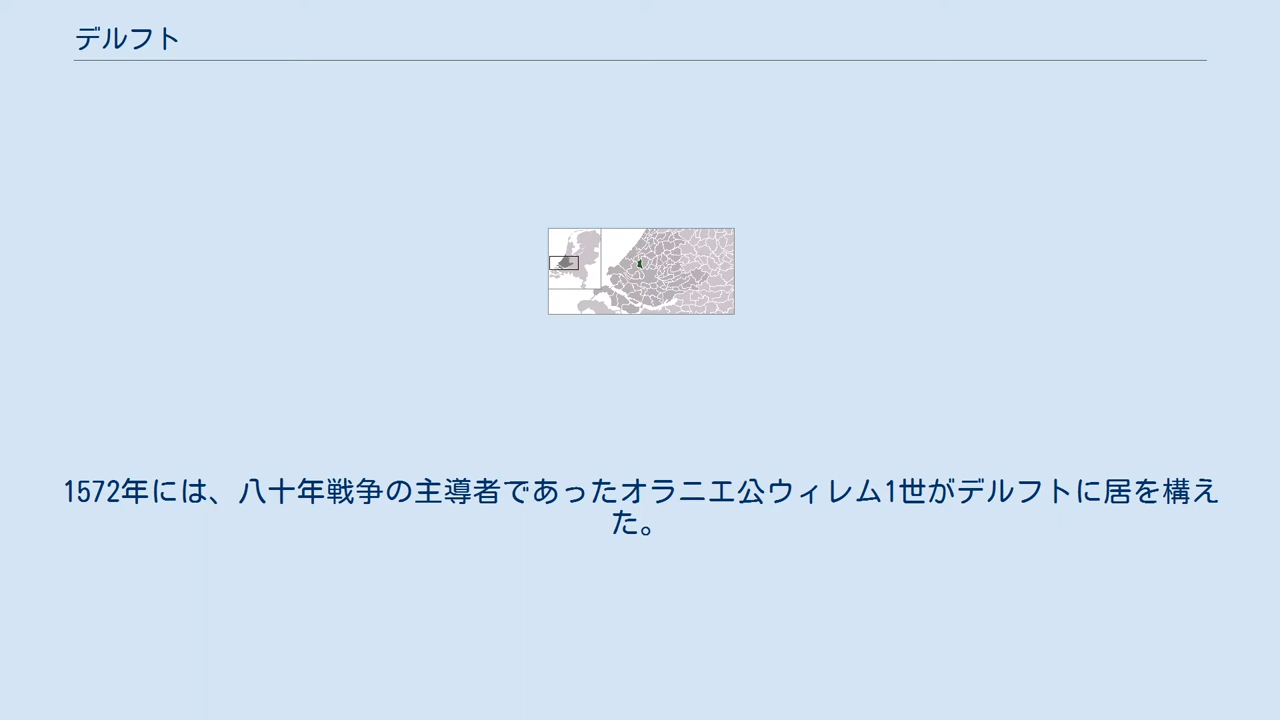 デルフト
1572年には、八十年戦争の主導者であったオラニエ公ウィレム1世がデルフトに居を構え
た。